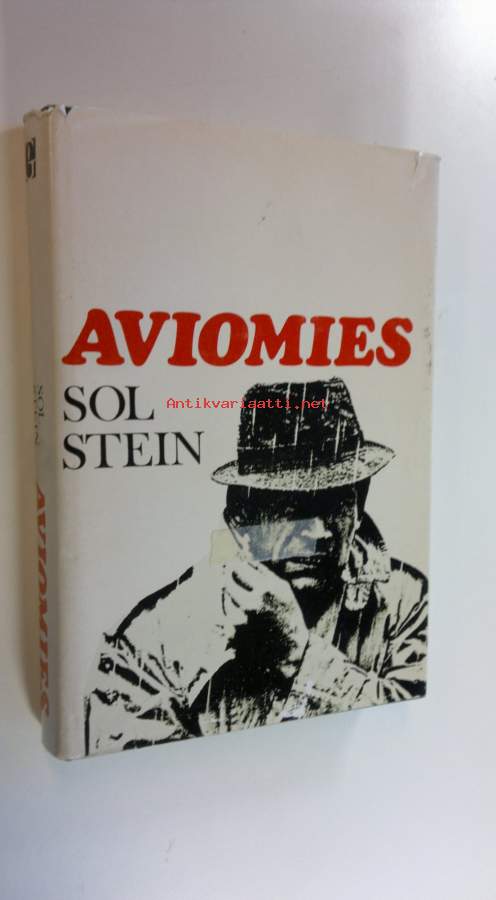 AVIOMIES
SOL
STEIN
Antikvariaatti.net
SOL
STEIN
AVIOMIES